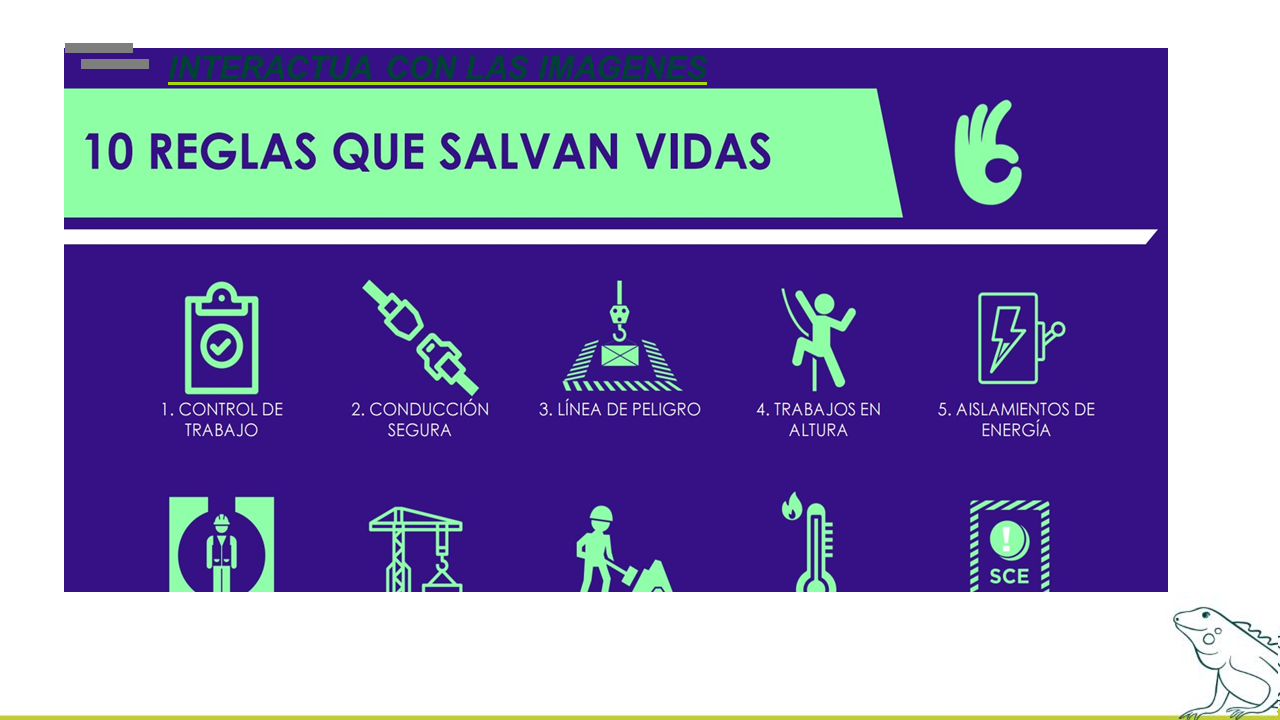 INTERACTUA CON LAS IMAGENES
10 REGLAS QUE SALVAN VIDAS
1. CONTROL DE
TRABAJO
2. CONDUCCIÓN
SEGURA
3. LÍNEA DE PELIGRO
4. TRABAJOS EN
ALTURA
5. AISLAMIENTOS DE
ENERGÍA
!
SCE